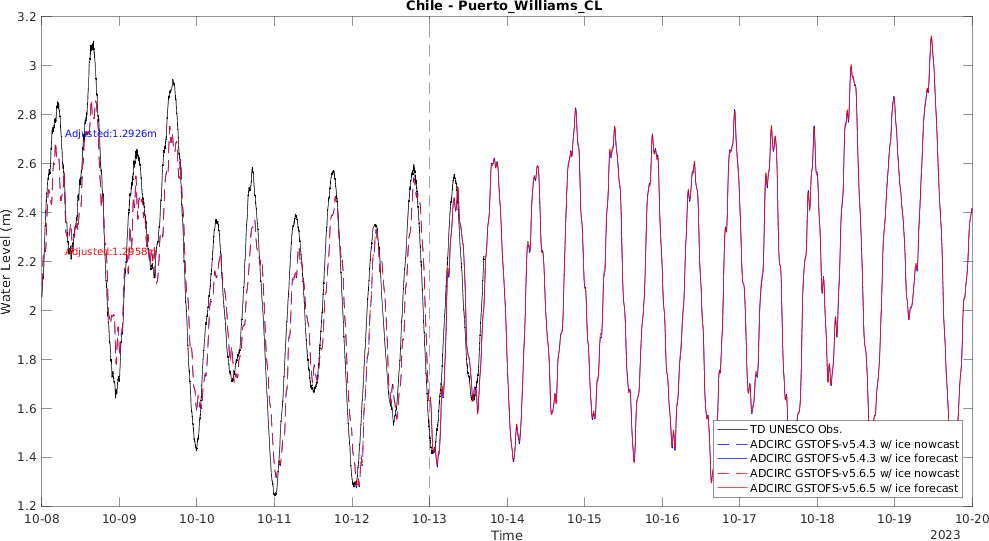 Chile - Puerto_Williams_CL
3.2
3
2.8
2.6
2.4
2.2
2
1.8
1.6
1.4
1.2
Water Level (m)
Adjusted:1.2926m
Adjusted:1.2958m
TD UNESCO Obs.
ADCIRC GSTOFS-v5.4.3 w/ ice nowcast
ADCIRC GSTOFS-v5.4.3 w/ ice forecast
ADCIRC GSTOFS-v5.6.5 w/ ice nowcast
ADCIRC GSTOFS-v5.6.5 w/ ice forecast
10-08 10-09 10-10 10-11 10-12 10-13 10-14 10-15 10-16 10-17 10-18 10-19 10-20
Time
2023